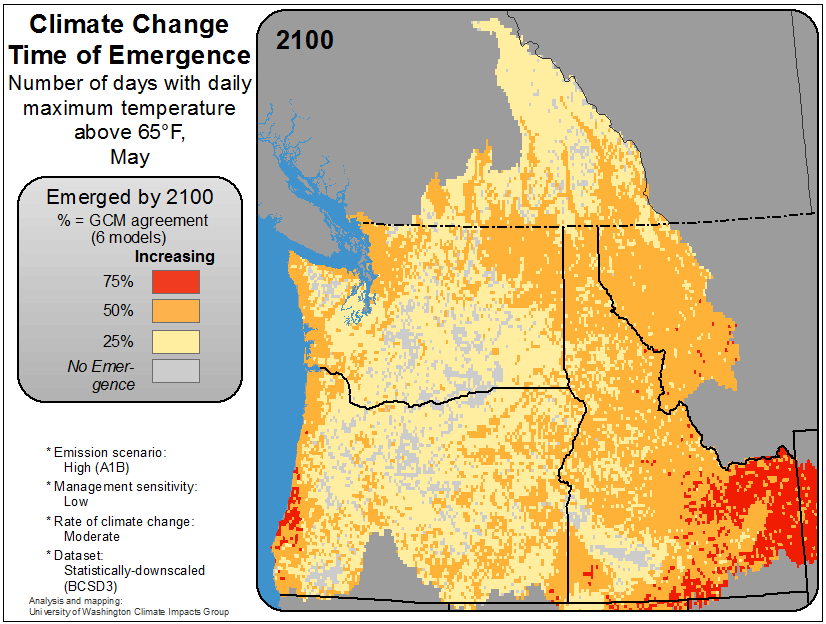 Climate Change
Time of Emergence
Number of days with daily
maximum temperature
above 65°F,
May
2100
Emerged by 2100
% = GCM agreement
(6 models)
Increasing
75%
50%
25%
No Emer-
gence
* Emission scenario:
High (A1B)
* Management sensitivity:
Low
* Rate of climate change:
Moderate
* Dataset:
Statistically-downscaled
(BCSD3)
Analysis and mapping:
University of Washington Climate Impacts Group